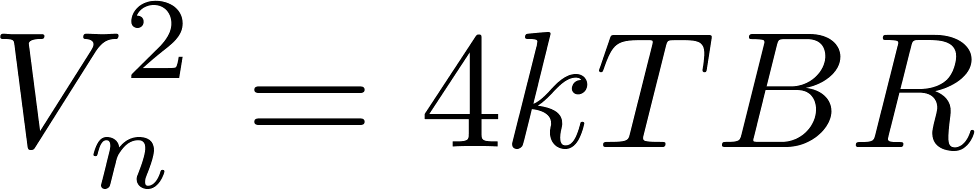 V_n^2 = 4kTBR